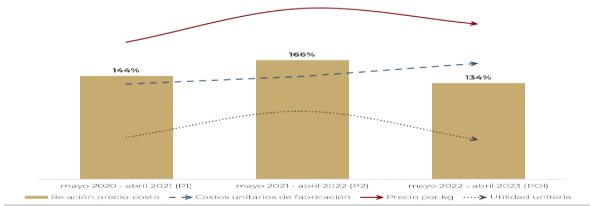 166%
144%
134%
mayo 2020 - abril 2021 (P1) mayo 2021 - abril 2022 (P2) mayo 2022 - abril 2023 (POI)
Relación precio-costo Costos unitarios de fabricación Precio por kg Utilidad unitaria